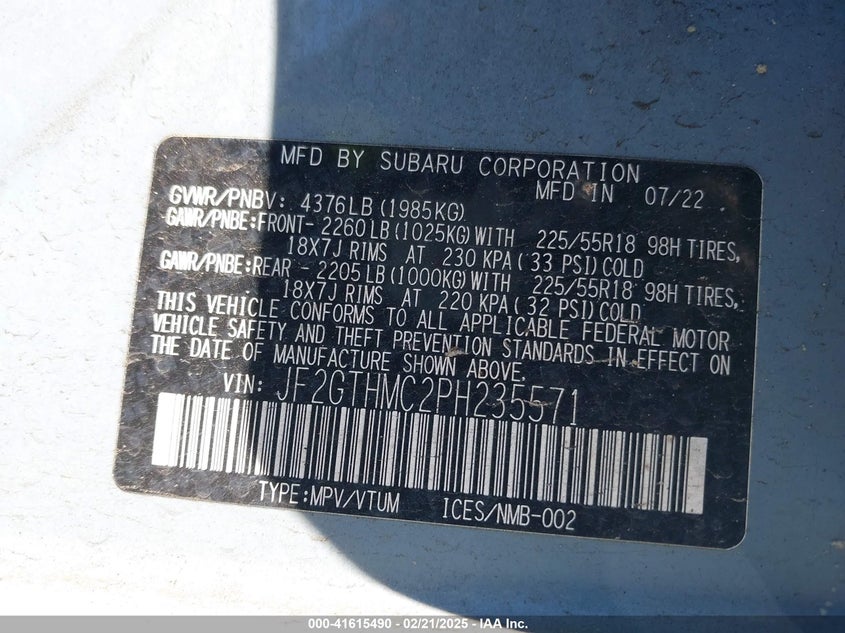 MFD BY SUBARU CORPORATION
MFD IN 07/22
GVWR/PNBV: 4376LB (1985KG)
GAWR/PNBE:FRONT- 2260LB (1025KG) WITH 225/55R18 98H TIRES,
18X7J RIMS AT 230 KPA ( 33 PSI) COLD
GAWR/PNBE:REAR - 2205LB (1000KG) WITH 225/55R18 98H TIRES,
18X7J RIMS AT 220 KPA ( 32 PSI) COLD
THIS VEHICLE CONFORMS TO ALL APPLICABLE FEDERAL MOTOR
VEHICLE SAFETY AND THEFT PREVENTION STANDARDS IN EFFECT ON
THE DATE OF MANUFACTURE SHOWN ABOVE.
VIN: JF2GTHMC2PH235571
TYPE:MPV/VTUM ICES/NMB-002
000-41615490 - 02/21/2025 - IAA Inc.